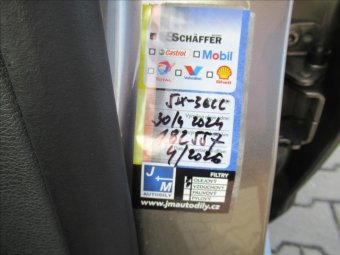 SCHÄFFER
Castrol
Mobil
TOTAL
Valvoline
Shell
5W-30LL
30/4 2024
182 557
4/2026
J+M
AUTODÍLY
FILTRY
OLEJOVÝ
VZDUCHOVÝ
PALIVOVÝ
PYLOVÝ
www.jmautodily.cz